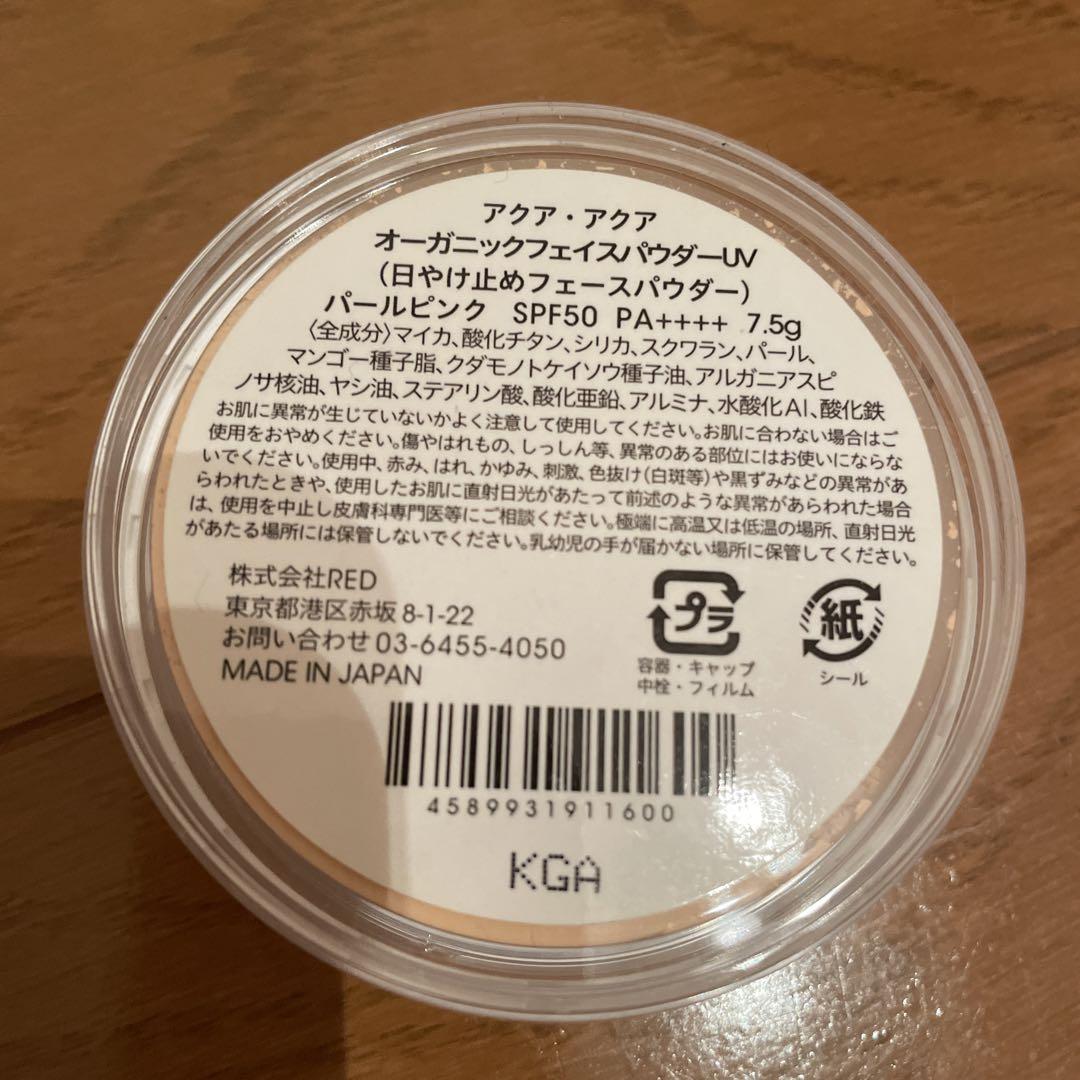 アクア・アクア
オーガニックフェイスパウダーUV
(日やけ止めフェースパウダー)
パールピンク SPF50 PA++++ 7.5g
〈全成分〉マイカ、酸化チタン、シリカ、スクワラン、パール、
マンゴー種子脂、クダモノトケイソウ種子油、アルガニアスピ
ノサ核油、ヤシ油、ステアリン酸、酸化亜鉛、アルミナ、水酸化Al、酸化鉄
お肌に異常が生じていないかよく注意して使用してください。お肌に合わない場合はご
使用をおやめください。傷やはれもの、しっしん等、異常のある部位にはお使いにならな
いでください。使用中、赤み、はれ、かゆみ、刺激、色抜け(白斑等)や黒ずみなどの異常があ
らわれたときや、使用したお肌に直射日光があたって前述のような異常があらわれた場合
は、使用を中止し皮膚科専門医等にご相談ください。極端に高温又は低温の場所、直射日光
があたる場所には保管しないでください。乳幼児の手が届かない場所に保管してください。
株式会社RED
東京都港区赤坂8-1-22
お問い合わせ03-6455-4050
MADE IN JAPAN
プラ
容器・キャップ
中栓・フィルム
紙
シール
4589931911600
KGA